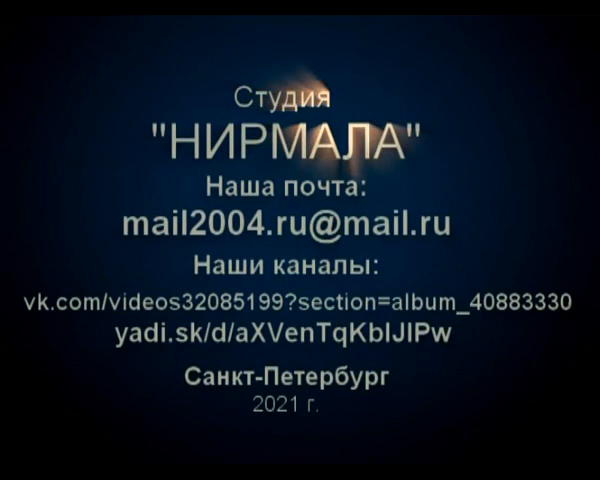 Студия
"НИРМАЛА"
Наша почта:
mail2004.ru@mail.ru
Наши каналы:
vk.com/videos32085199?section=album_40883330
yadi.sk/d/aXVenTqKbIJIPw
Санкт-Петербург
2021 г.